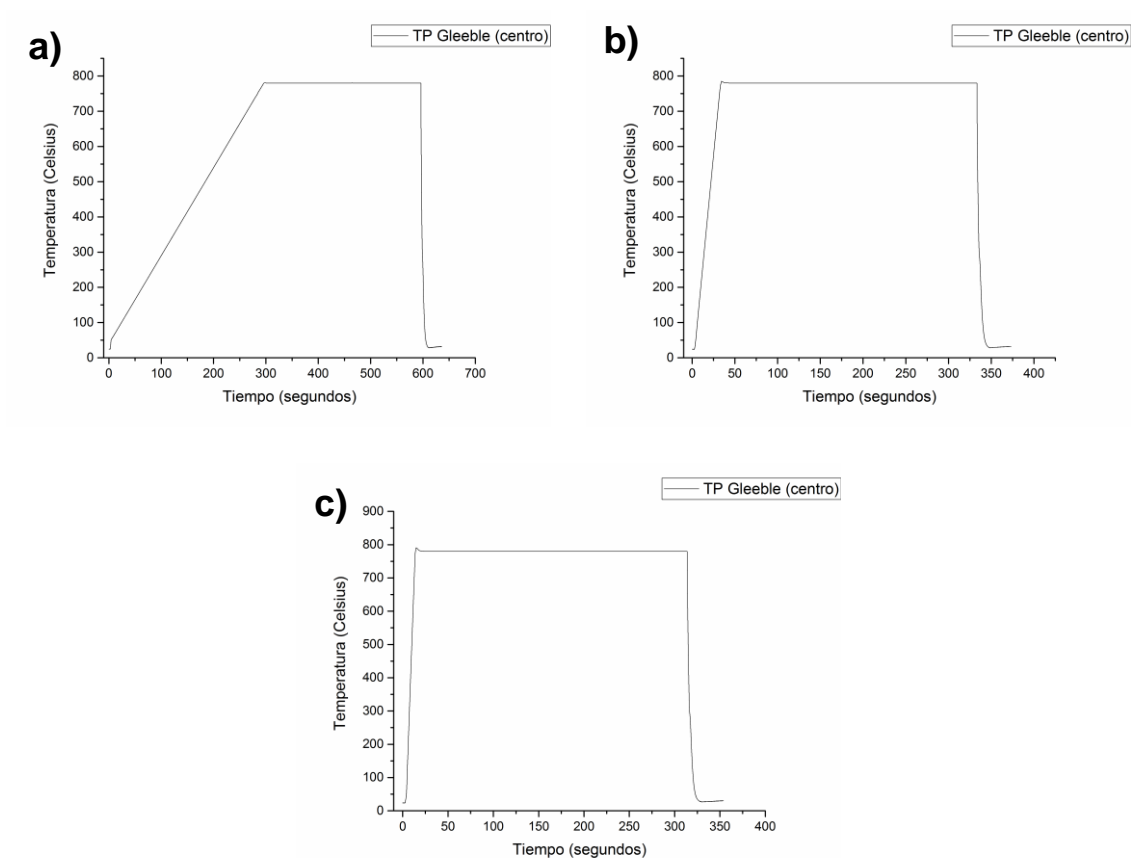 a)
TP Gleeble (centro)
800
700
600
500
400
300
200
100
0
Temperatura (Celsius)
0 100 200 300 400 500 600 700
Tiempo (segundos)
b)
TP Gleeble (centro)
800
700
600
500
400
300
200
100
0
Temperatura (Celsius)
0 50 100 150 200 250 300 350 400
Tiempo (segundos)
c)
TP Gleeble (centro)
900
800
700
600
500
400
300
200
100
0
Temperatura (Celsius)
0 50 100 150 200 250 300 350 400
Tiempo (segundos)